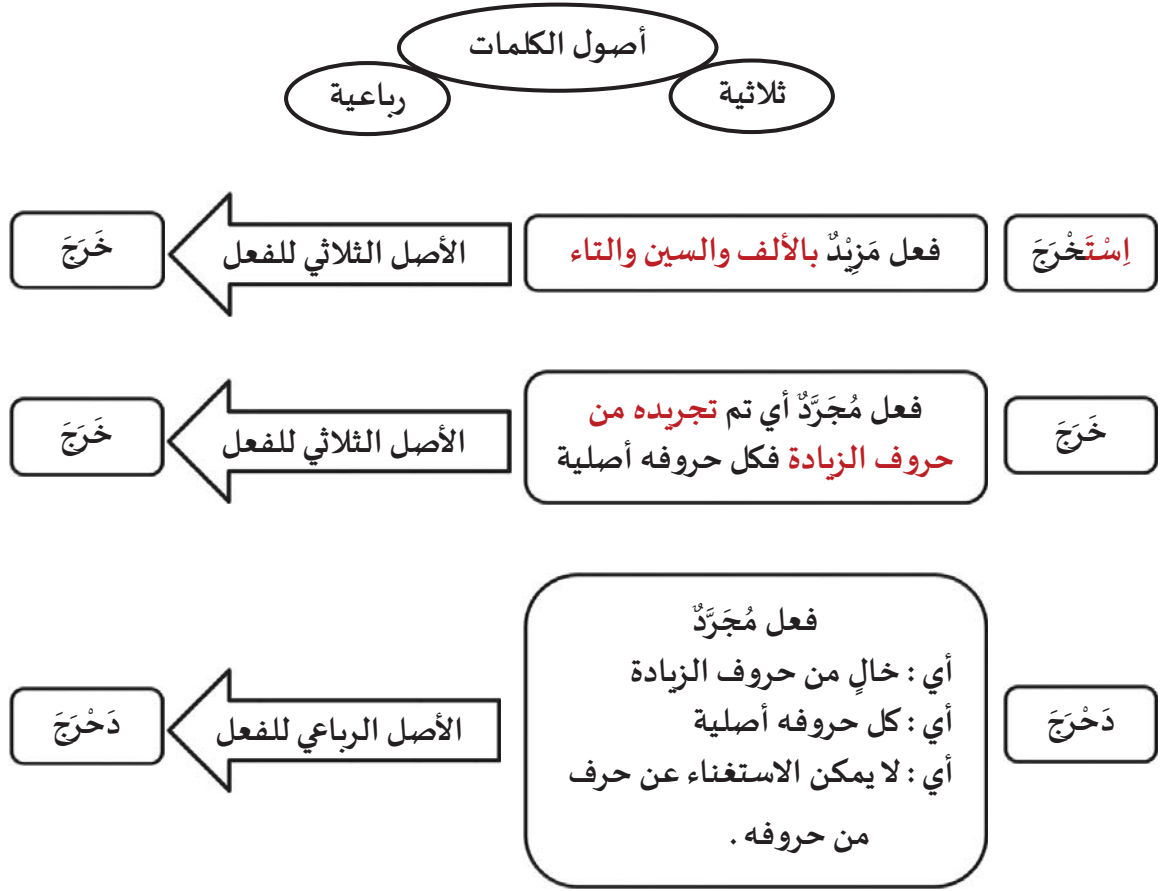 أصول الكلمات
ثلاثية
رباعية
اِسْتَخْرَجَ
فعل مَزِيْدٌ بالألف والسين والتاء
الأصل الثلاثي للفعل
خَرَجَ
خَرَجَ
فعل مُجَرَّدٌ أي تم تجريده من
حروف الزيادة فكل حروفه أصلية
الأصل الثلاثي للفعل
خَرَجَ
دَحْرَجَ
فعل مُجَرَّدٌ
أي : خالٍ من حروف الزيادة
أي : كل حروفه أصلية
أي : لا يمكن الاستغناء عن حرف
من حروفه .
الأصل الرباعي للفعل
دَحْرَجَ